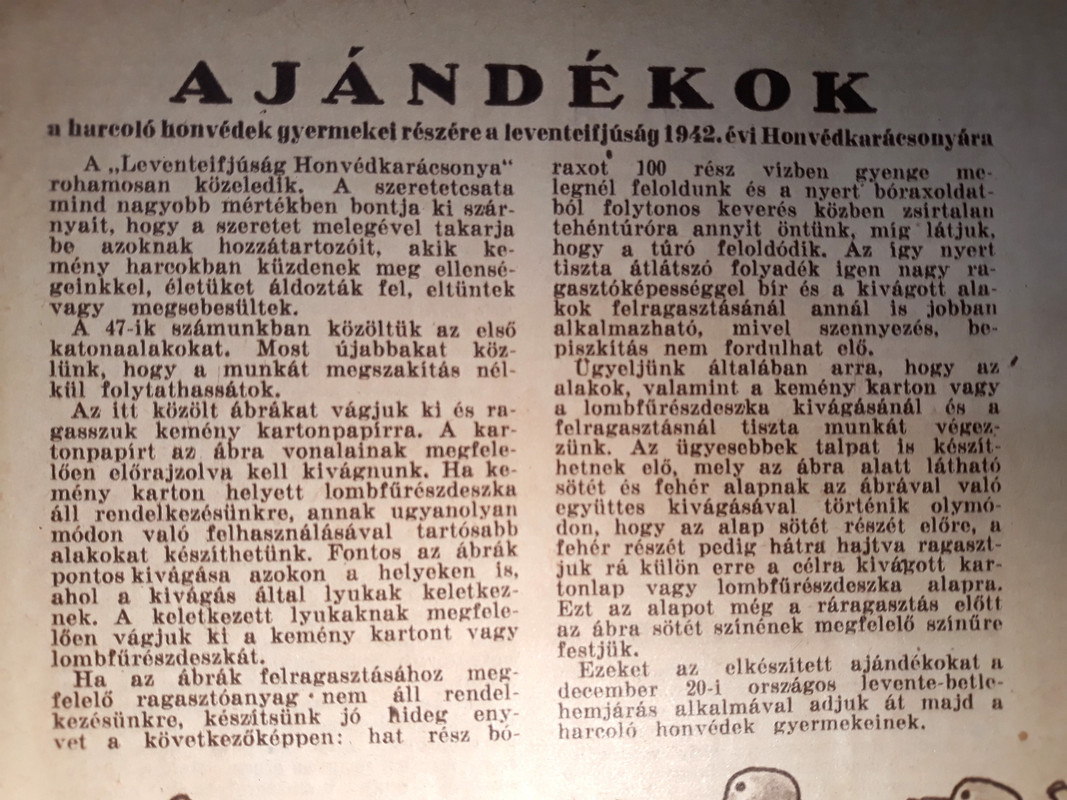 AJÁNDÉKOK
a harcoló honvédek gyermekei részére a leventeifjúság 1942. évi Honvédkarácsonyára
A „Leventeifjúság Honvédkarácsonya“
rohamosan közeledik. A szeretetcsata
mind nagyobb mértékben bontja ki szár-
nyait, hogy a szeretet melegével takarja
be azoknak hozzátartozóit, akik ke-
mény harcokban küzdenek meg ellensé-
geinkkel, életüket áldozták fel, eltüntek
vagy megsebesültek.
A 47-ik számunkban közöltük az első
katonaalakokat. Most újabbakat köz-
lünk, hogy a munkát megszakítás nél-
kül folytathassátok.
Az itt közölt ábrákat vágjuk ki és ra-
gasszuk kemény kartonpapírra. A kar-
tonpapírt az ábra vonalainak megfele-
lően előrajzolva kell kivágnunk. Ha ke-
mény karton helyett lombfűrészdeszka
áll rendelkezésünkre, annak ugyanolyan
módon való felhasználásával tartósabb
alakokat készíthetünk. Fontos az ábrák
pontos kivágása azokon a helyeken is,
ahol a kivágás által lyukak keletkez-
nek. A keletkezett lyukaknak megfele-
lően vágjuk ki a kemény kartont vagy
lombfűrészdeszkát.
Ha az ábrák felragasztásához meg-
felelő ragasztóanyag nem áll rendel-
kezésünkre, készítsünk jó hideg eny-
vet a következőképpen: hat rész bó-
raxot 100 rész vízben gyenge me-
legnél feloldunk és a nyert bóraxoldat-
ból folytonos keverés közben zsirtalan
tehéntúróra annyit öntünk, míg látjuk,
hogy a túró feloldódik. Az így nyert
tiszta átlátszó folyadék igen nagy ra-
gasztóképességgel bír és a kivágott ala-
kok felragasztásánál annál is jobban
alkalmazható, mivel szennyezés, be-
piszkítás nem fordulhat elő.
Ügyeljünk általában arra, hogy az
alakok, valamint a kemény karton vagy
a lombfűrészdeszka kivágásánál és a
felragasztásnál tiszta munkát végez-
zünk. Az ügyesebbek talpat is készít-
hetnek elő, mely az ábra alatt látható
sötét és fehér alapnak az ábrával való
együttes kivágásával történik olymó-
don, hogy az alap sötét részét előre, a
fehér részét pedig hátra hajtva ragaszt-
juk rá külön erre a célra kivágott kar-
tonlap vagy lombfűrészdeszka alapra.
Ezt az alapot még a ráragasztás előtt
az ábra sötét színének megfelelő színűre
festjük.
Ezeket az elkészített ajándékokat a
december 20-i országos levente-betle-
hemjárás alkalmával adjuk át majd a
harcoló honvédek gyermekeinek.